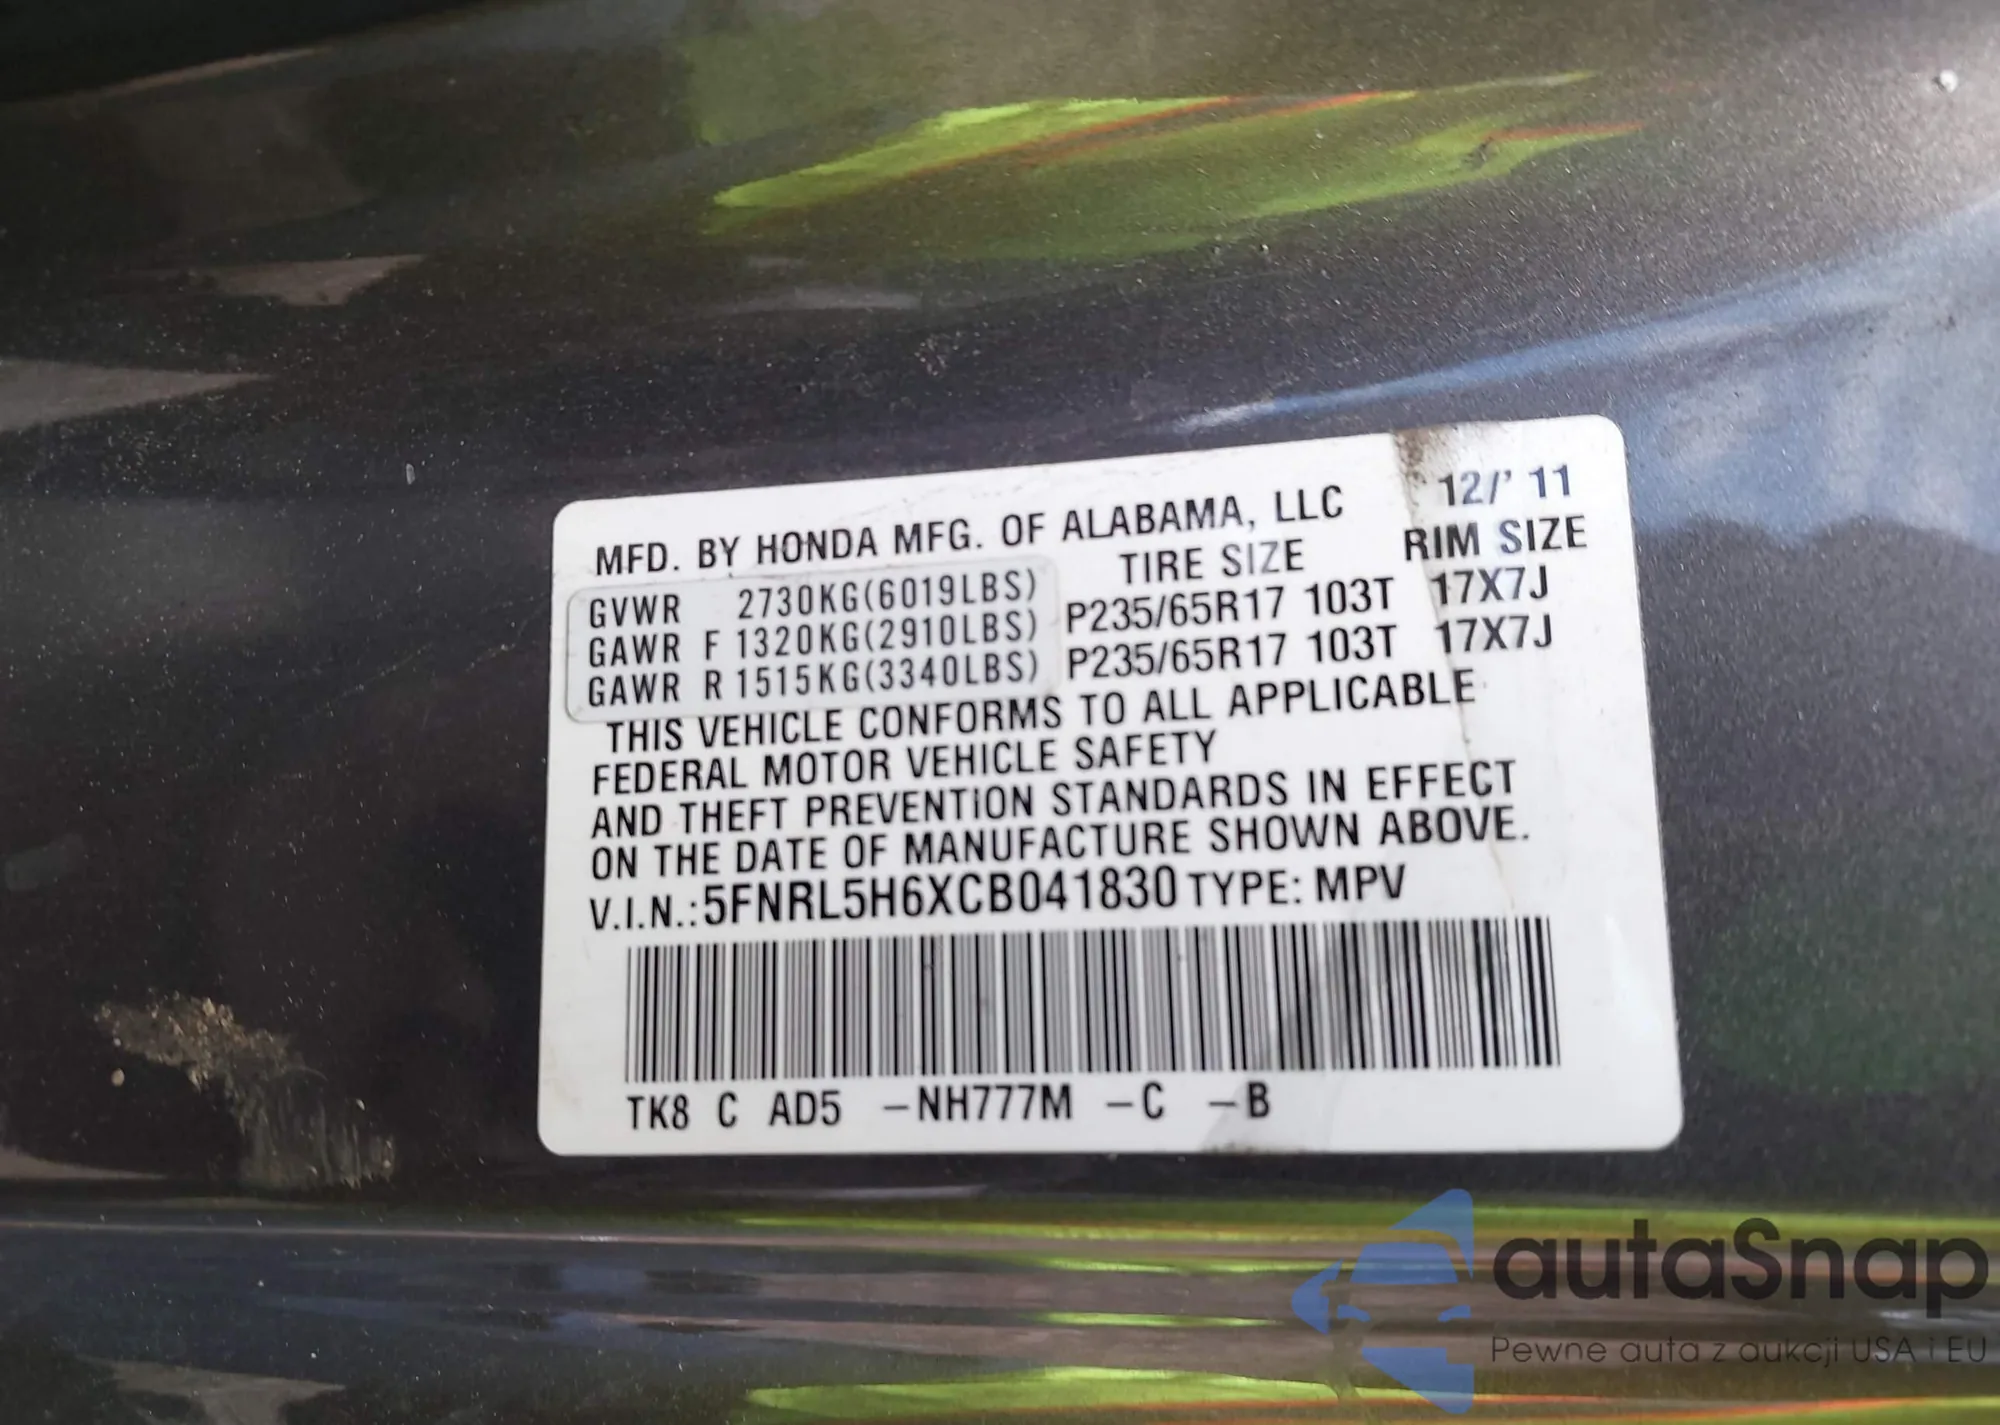 MFD. BY HONDA MFG. OF ALABAMA, LLC 12/' 11
TIRE SIZE RIM SIZE
GVWR 2730KG(6019LBS)
GAWR F 1320KG(2910LBS) P235/65R17 103T 17X7J
GAWR R 1515KG(3340LBS) P235/65R17 103T 17X7J
THIS VEHICLE CONFORMS TO ALL APPLICABLE
FEDERAL MOTOR VEHICLE SAFETY
AND THEFT PREVENTION STANDARDS IN EFFECT
ON THE DATE OF MANUFACTURE SHOWN ABOVE.
V.I.N.:5FNRL5H6XCB041830 TYPE: MPV
TK8 C AD5 –NH777M –C –B
autaSnap
Pewne auta z aukcji USA i EU